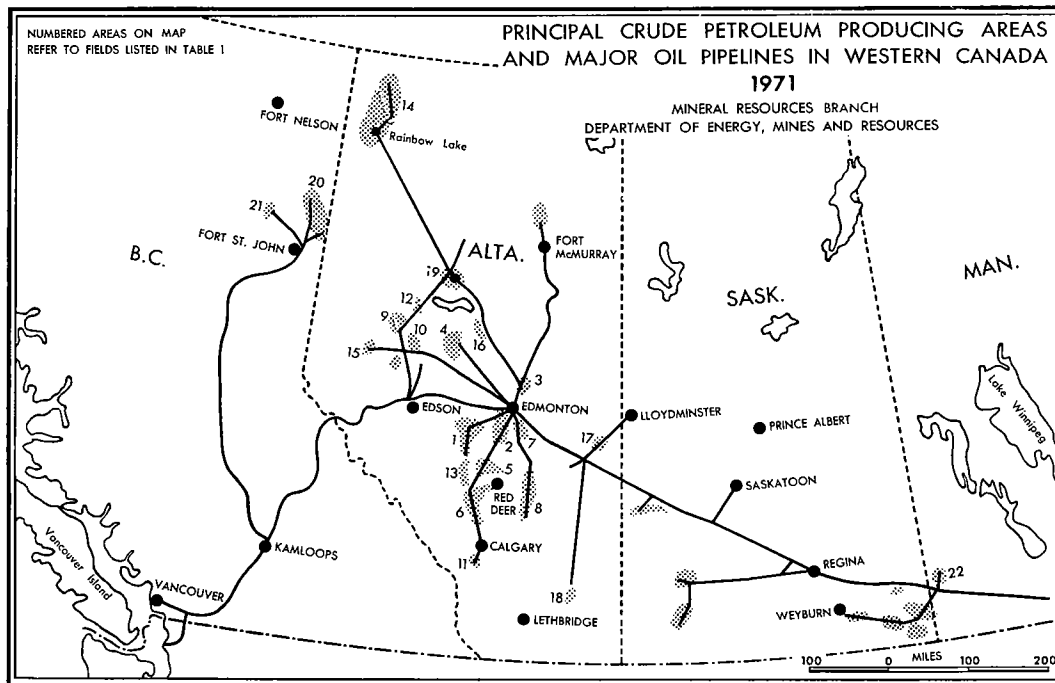 NUMBERED AREAS ON MAP
REFER TO FIELDS LISTED IN TABLE 1
PRINCIPAL CRUDE PETROLEUM PRODUCING AREAS
AND MAJOR OIL PIPELINES IN WESTERN CANADA
1971
MINERAL RESOURCES BRANCH
DEPARTMENT OF ENERGY, MINES AND RESOURCES
14
FORT NELSON
Rainbow Lake
20
21
FORT ST. JOHN
B.C.
ALTA.
FORT
McMURRAY
SASK.
MAN.
19
12
9
10
4
16
15
3
EDSON
EDMONTON
LLOYDMINSTER
PRINCE ALBERT
Lake Winnipeg
1
2
7
17
13
5
RED
DEER
8
6
SASKATOON
CALGARY
11
KAMLOOPS
Vancouver Island
VANCOUVER
18
LETHBRIDGE
REGINA
22
WEYBURN
MILES
100
0
100
200